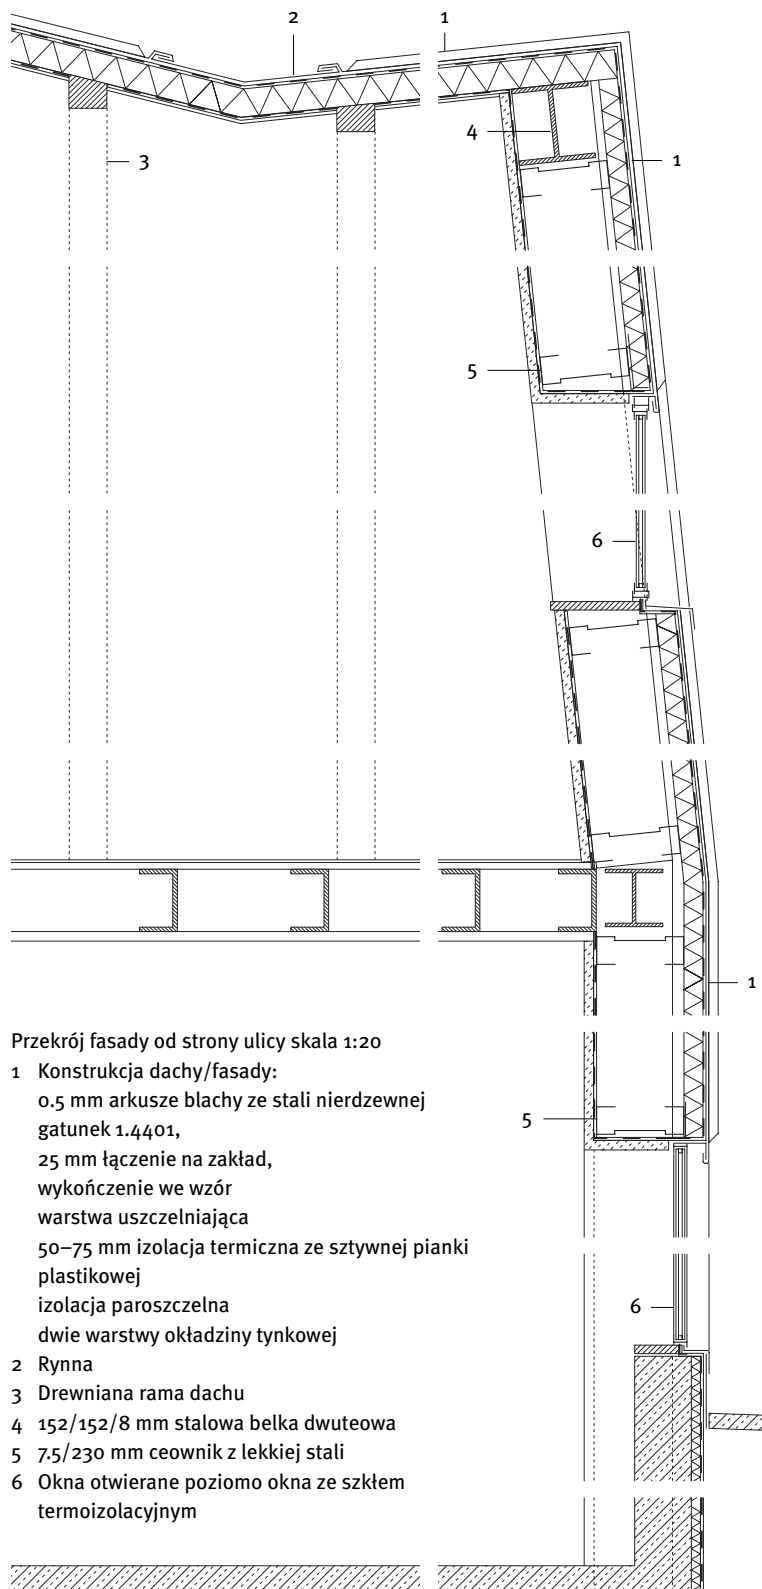 2
1
4
3
1
5
6
1
5
6
Przekrój fasady od strony ulicy skala 1:20
1 Konstrukcja dachy/fasady:
0.5 mm arkusze blachy ze stali nierdzewnej
gatunek 1.4401,
25 mm łączenie na zakład,
wykończenie we wzór
warstwa uszczelniająca
50–75 mm izolacja termiczna ze sztywnej pianki
plastikowej
izolacja paroszczelna
dwie warstwy okładziny tynkowej
2 Rynna
3 Drewniana rama dachu
4 152/152/8 mm stalowa belka dwuteowa
5 7.5/230 mm ceownik z lekkiej stali
6 Okna otwierane poziomo okna ze szkłem
termoizolacyjnym